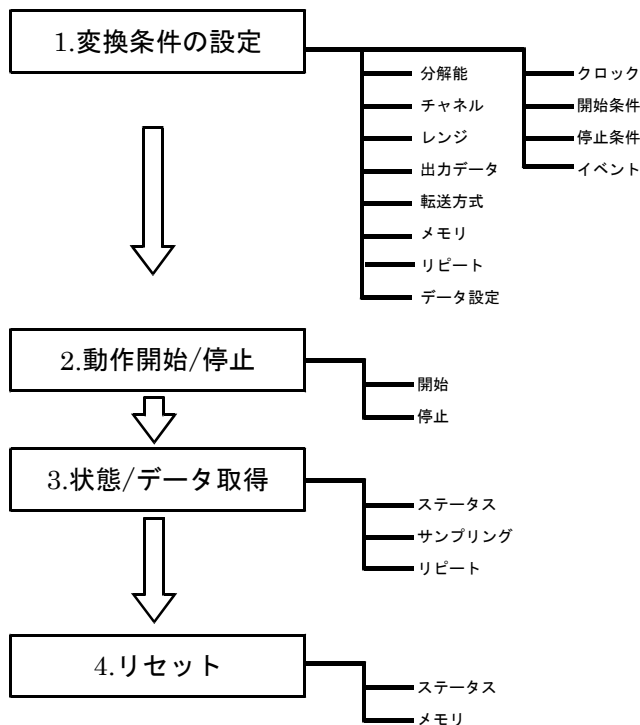 1.変換条件の設定
分解能
チャネル
レンジ
出力データ
転送方式
メモリ
リピート
データ設定
クロック
開始条件
停止条件
イベント
2.動作開始/停止
開始
停止
3.状態/データ取得
ステータス
サンプリング
リピート
4.リセット
ステータス
メモリ